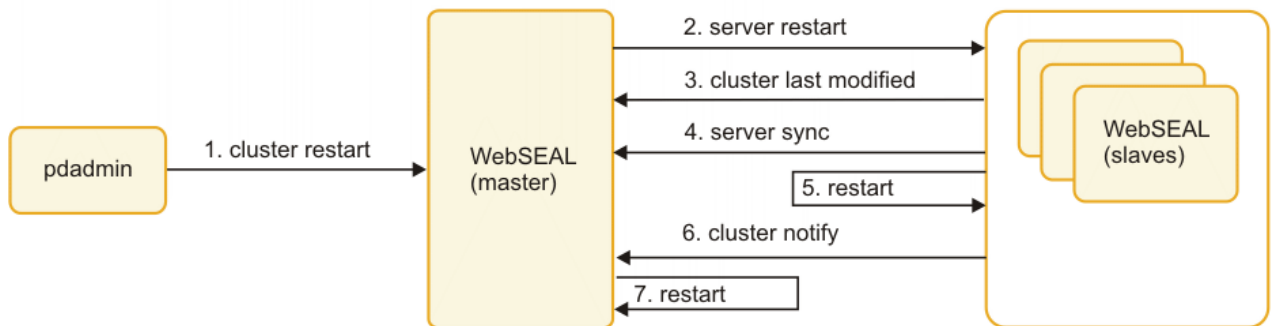 pdadmin
1. cluster restart
WebSEAL
(master)
2. server restart
3. cluster last modified
4. server sync
5. restart
6. cluster notify
7. restart
WebSEAL
(slaves)